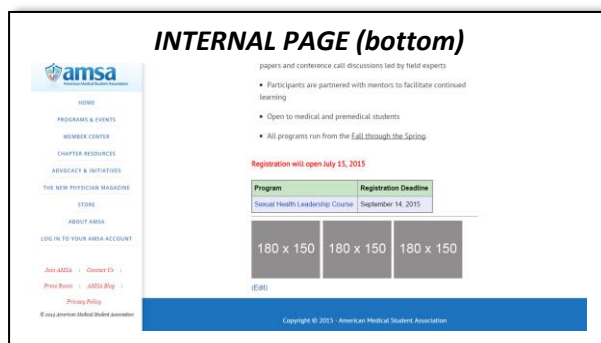 INTERNAL PAGE (bottom)
amsa
American Medical Student Association
HOME
PROGRAMS & EVENTS
MEMBER CENTER
CHAPTER RESOURCES
ADVOCACY & INITIATIVES
THE NEW PHYSICIAN MAGAZINE
STORE
ABOUT AMSA
LOG IN TO YOUR AMSA ACCOUNT
Join AMSA | Contact Us |
Press Room | AMSA Blog |
Privacy Policy
© 2015 American Medical Student Association
papers and conference call discussions led by field experts
• Participants are partnered with mentors to facilitate continued
learning
• Open to medical and premedical students
• All programs run from the Fall through the Spring.
Registration will open July 15, 2015
Program Registration Deadline
Sexual Health Leadership Course September 14, 2015
180 x 150 180 x 150 180 x 150
(Edit)
Copyright © 2015 · American Medical Student Association